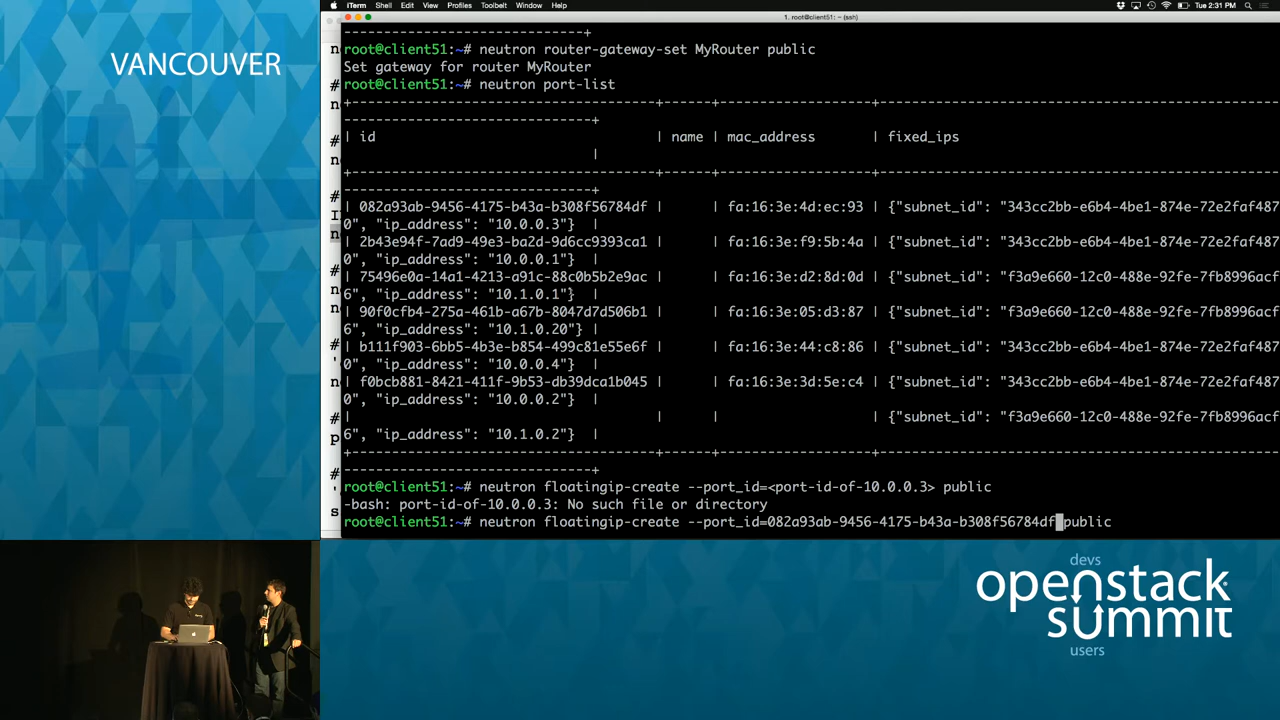 VANCOUVER
iTerm Shell Edit View Profiles Toolbelt Window Help
Tue 2:31 PM
1. root@client51: ~ (ssh)
------------------------------+
root@client51:~# neutron router-gateway-set MyRouter public
Set gateway for router MyRouter
root@client51:~# neutron port-list
| id | name | mac_address | fixed_ips
|
| 082a93ab-9456-4175-b43a-b308f56784df | | fa:16:3e:4d:ec:93 | {"subnet_id": "343cc2bb-e6b4-4be1-874e-72e2faf487
0", "ip_address": "10.0.0.3"} |
| 2b43e94f-7ad9-49e3-ba2d-9d6cc9393ca1 | | fa:16:3e:f9:5b:4a | {"subnet_id": "343cc2bb-e6b4-4be1-874e-72e2faf487
0", "ip_address": "10.0.0.1"} |
| 75496e0a-14a1-4213-a91c-88c0b5b2e9ac | | fa:16:3e:d2:8d:0d | {"subnet_id": "f3a9e660-12c0-488e-92fe-7fb8996acf
6", "ip_address": "10.1.0.1"} |
| 90f0cfb4-275a-461b-a67b-8047d7d506b1 | | fa:16:3e:05:d3:87 | {"subnet_id": "f3a9e660-12c0-488e-92fe-7fb8996acf
6", "ip_address": "10.1.0.20"} |
| b111f903-6bb5-4b3e-b854-499c81e55e6f | | fa:16:3e:44:c8:86 | {"subnet_id": "343cc2bb-e6b4-4be1-874e-72e2faf487
0", "ip_address": "10.0.0.4"} |
| f0bcb881-8421-411f-9b53-db39dca1b045 | | fa:16:3e:3d:5e:c4 | {"subnet_id": "343cc2bb-e6b4-4be1-874e-72e2faf487
0", "ip_address": "10.0.0.2"} |
| | | | {"subnet_id": "f3a9e660-12c0-488e-92fe-7fb8996acf
6", "ip_address": "10.1.0.2"} |
root@client51:~# neutron floatingip-create --port_id=<port-id-of-10.0.0.3> public
-bash: port-id-of-10.0.0.3: No such file or directory
root@client51:~# neutron floatingip-create --port_id=082a93ab-9456-4175-b43a-b308f56784df public
devs
openstack
summit
users